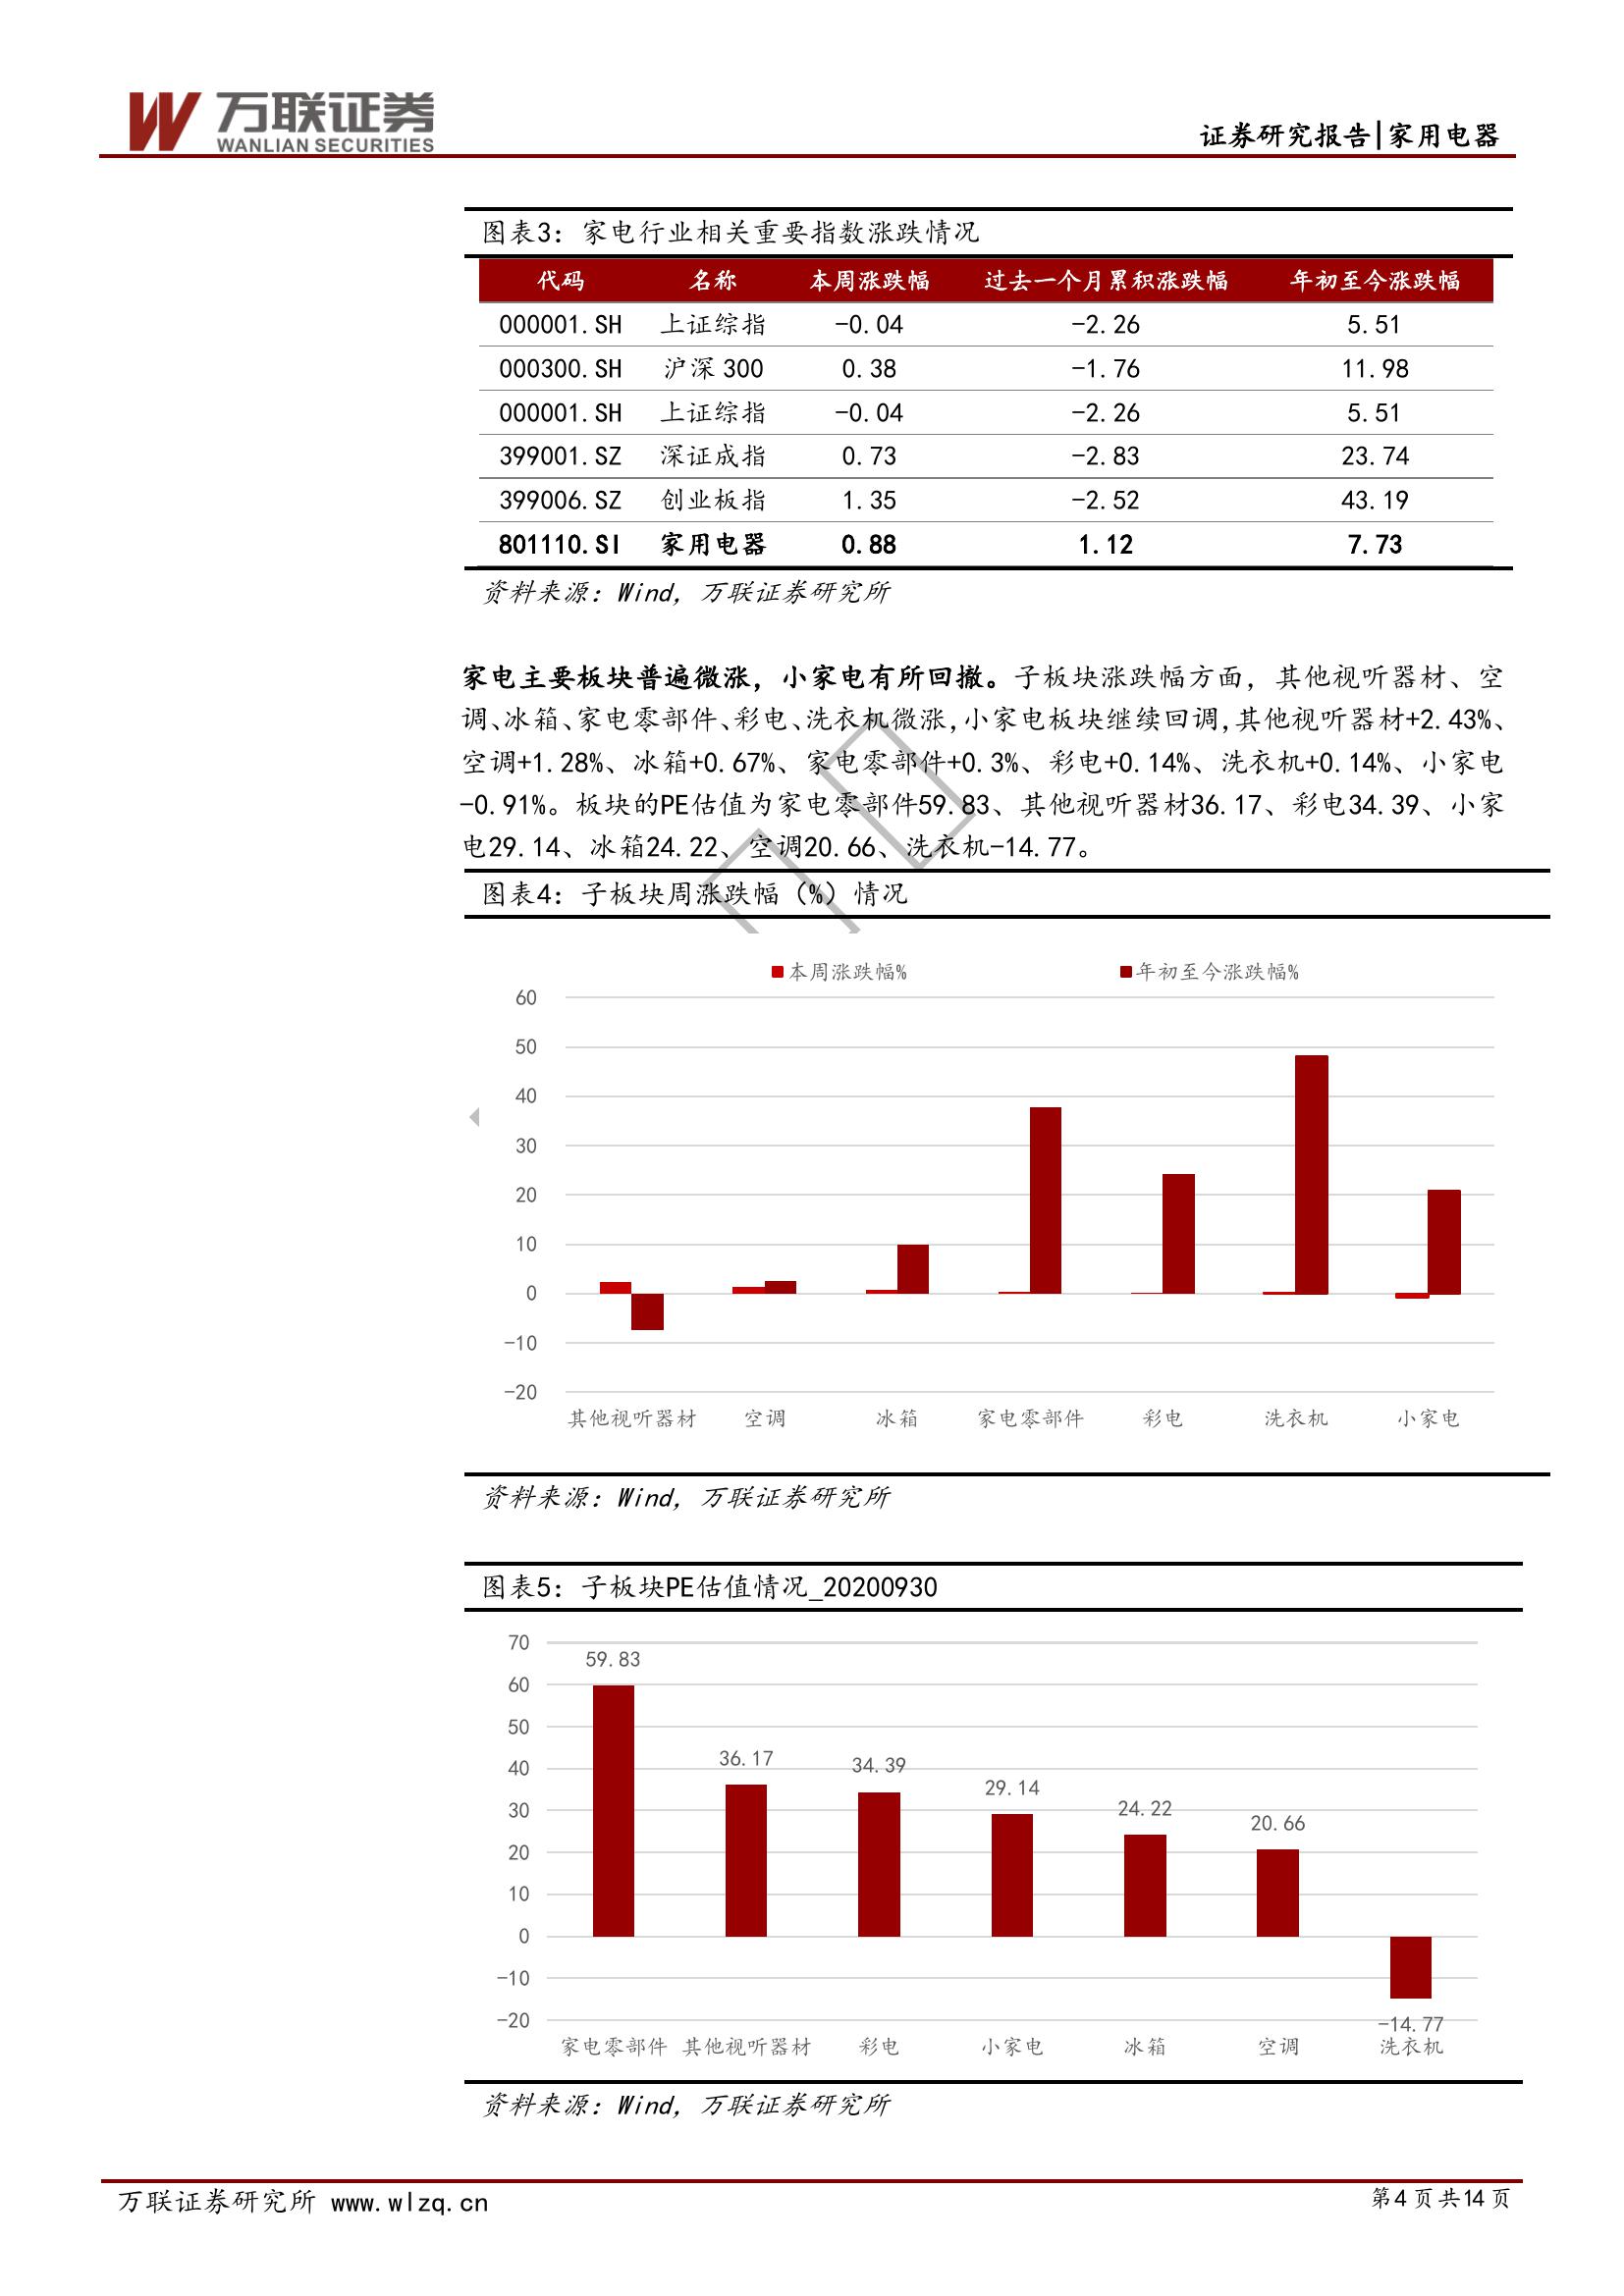 万联证券
WANLIAN SECURITIES
证券研究报告|家用电器
图表3：家电行业相关重要指数涨跌情况
代码 名称 本周涨跌幅 过去一个月累积涨跌幅 年初至今涨跌幅
000001.SH 上证综指 -0.04 -2.26 5.51
000300.SH 沪深300 0.38 -1.76 11.98
000001.SH 上证综指 -0.04 -2.26 5.51
399001.SZ 深证成指 0.73 -2.83 23.74
399006.SZ 创业板指 1.35 -2.52 43.19
801110.SI 家用电器 0.88 1.12 7.73
资料来源：Wind，万联证券研究所
家电主要板块普遍微涨，小家电有所回撤。子板块涨跌幅方面，其他视听器材、空
调、冰箱、家电零部件、彩电、洗衣机微涨,小家电板块继续回调,其他视听器材+2.43%、
空调+1.28%、冰箱+0.67%、家电零部件+0.3%、彩电+0.14%、洗衣机+0.14%、小家电
-0.91%。板块的PE估值为家电零部件59.83、其他视听器材36.17、彩电34.39、小家
电29.14、冰箱24.22、空调20.66、洗衣机-14.77。
图表4：子板块周涨跌幅（%）情况
本周涨跌幅% 年初至今涨跌幅%
60
50
40
30
20
10
0
-10
-20
其他视听器材 空调 冰箱 家电零部件 彩电 洗衣机 小家电
资料来源：Wind，万联证券研究所
图表5：子板块PE估值情况_20200930
70
60
50
40
30
20
10
0
-10
-20
59.83
36.17
34.39
29.14
24.22
20.66
-14.77
家电零部件 其他视听器材 彩电 小家电 冰箱 空调 洗衣机
资料来源：Wind，万联证券研究所
万联证券研究所 www.wlzq.cn 第4页共14页